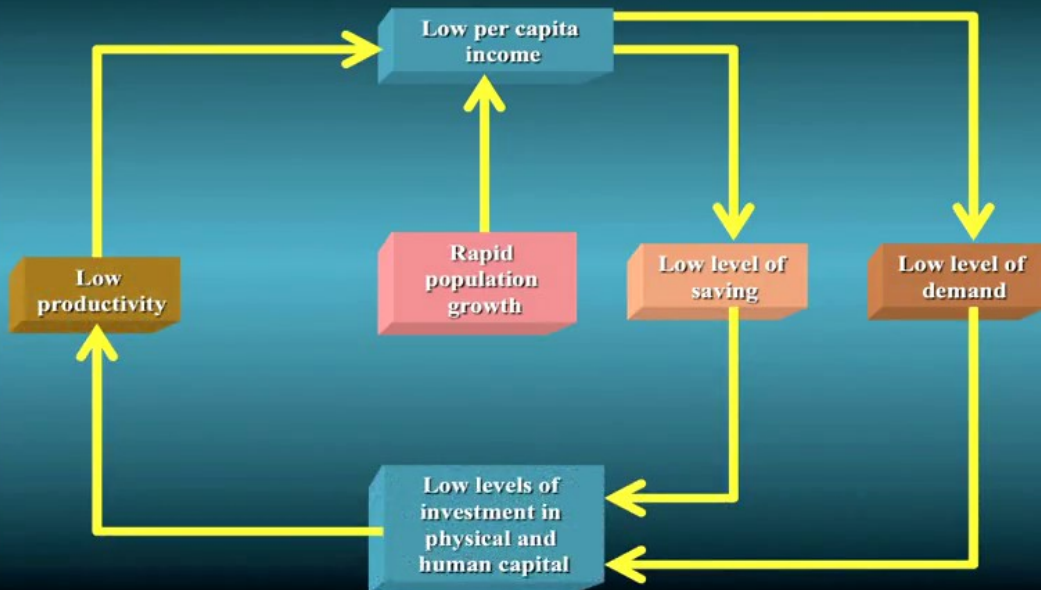 Low per capita
income
Low
productivity
Rapid
population
growth
Low level of
saving
Low level of
demand
Low levels of
investment in
physical and
human capital